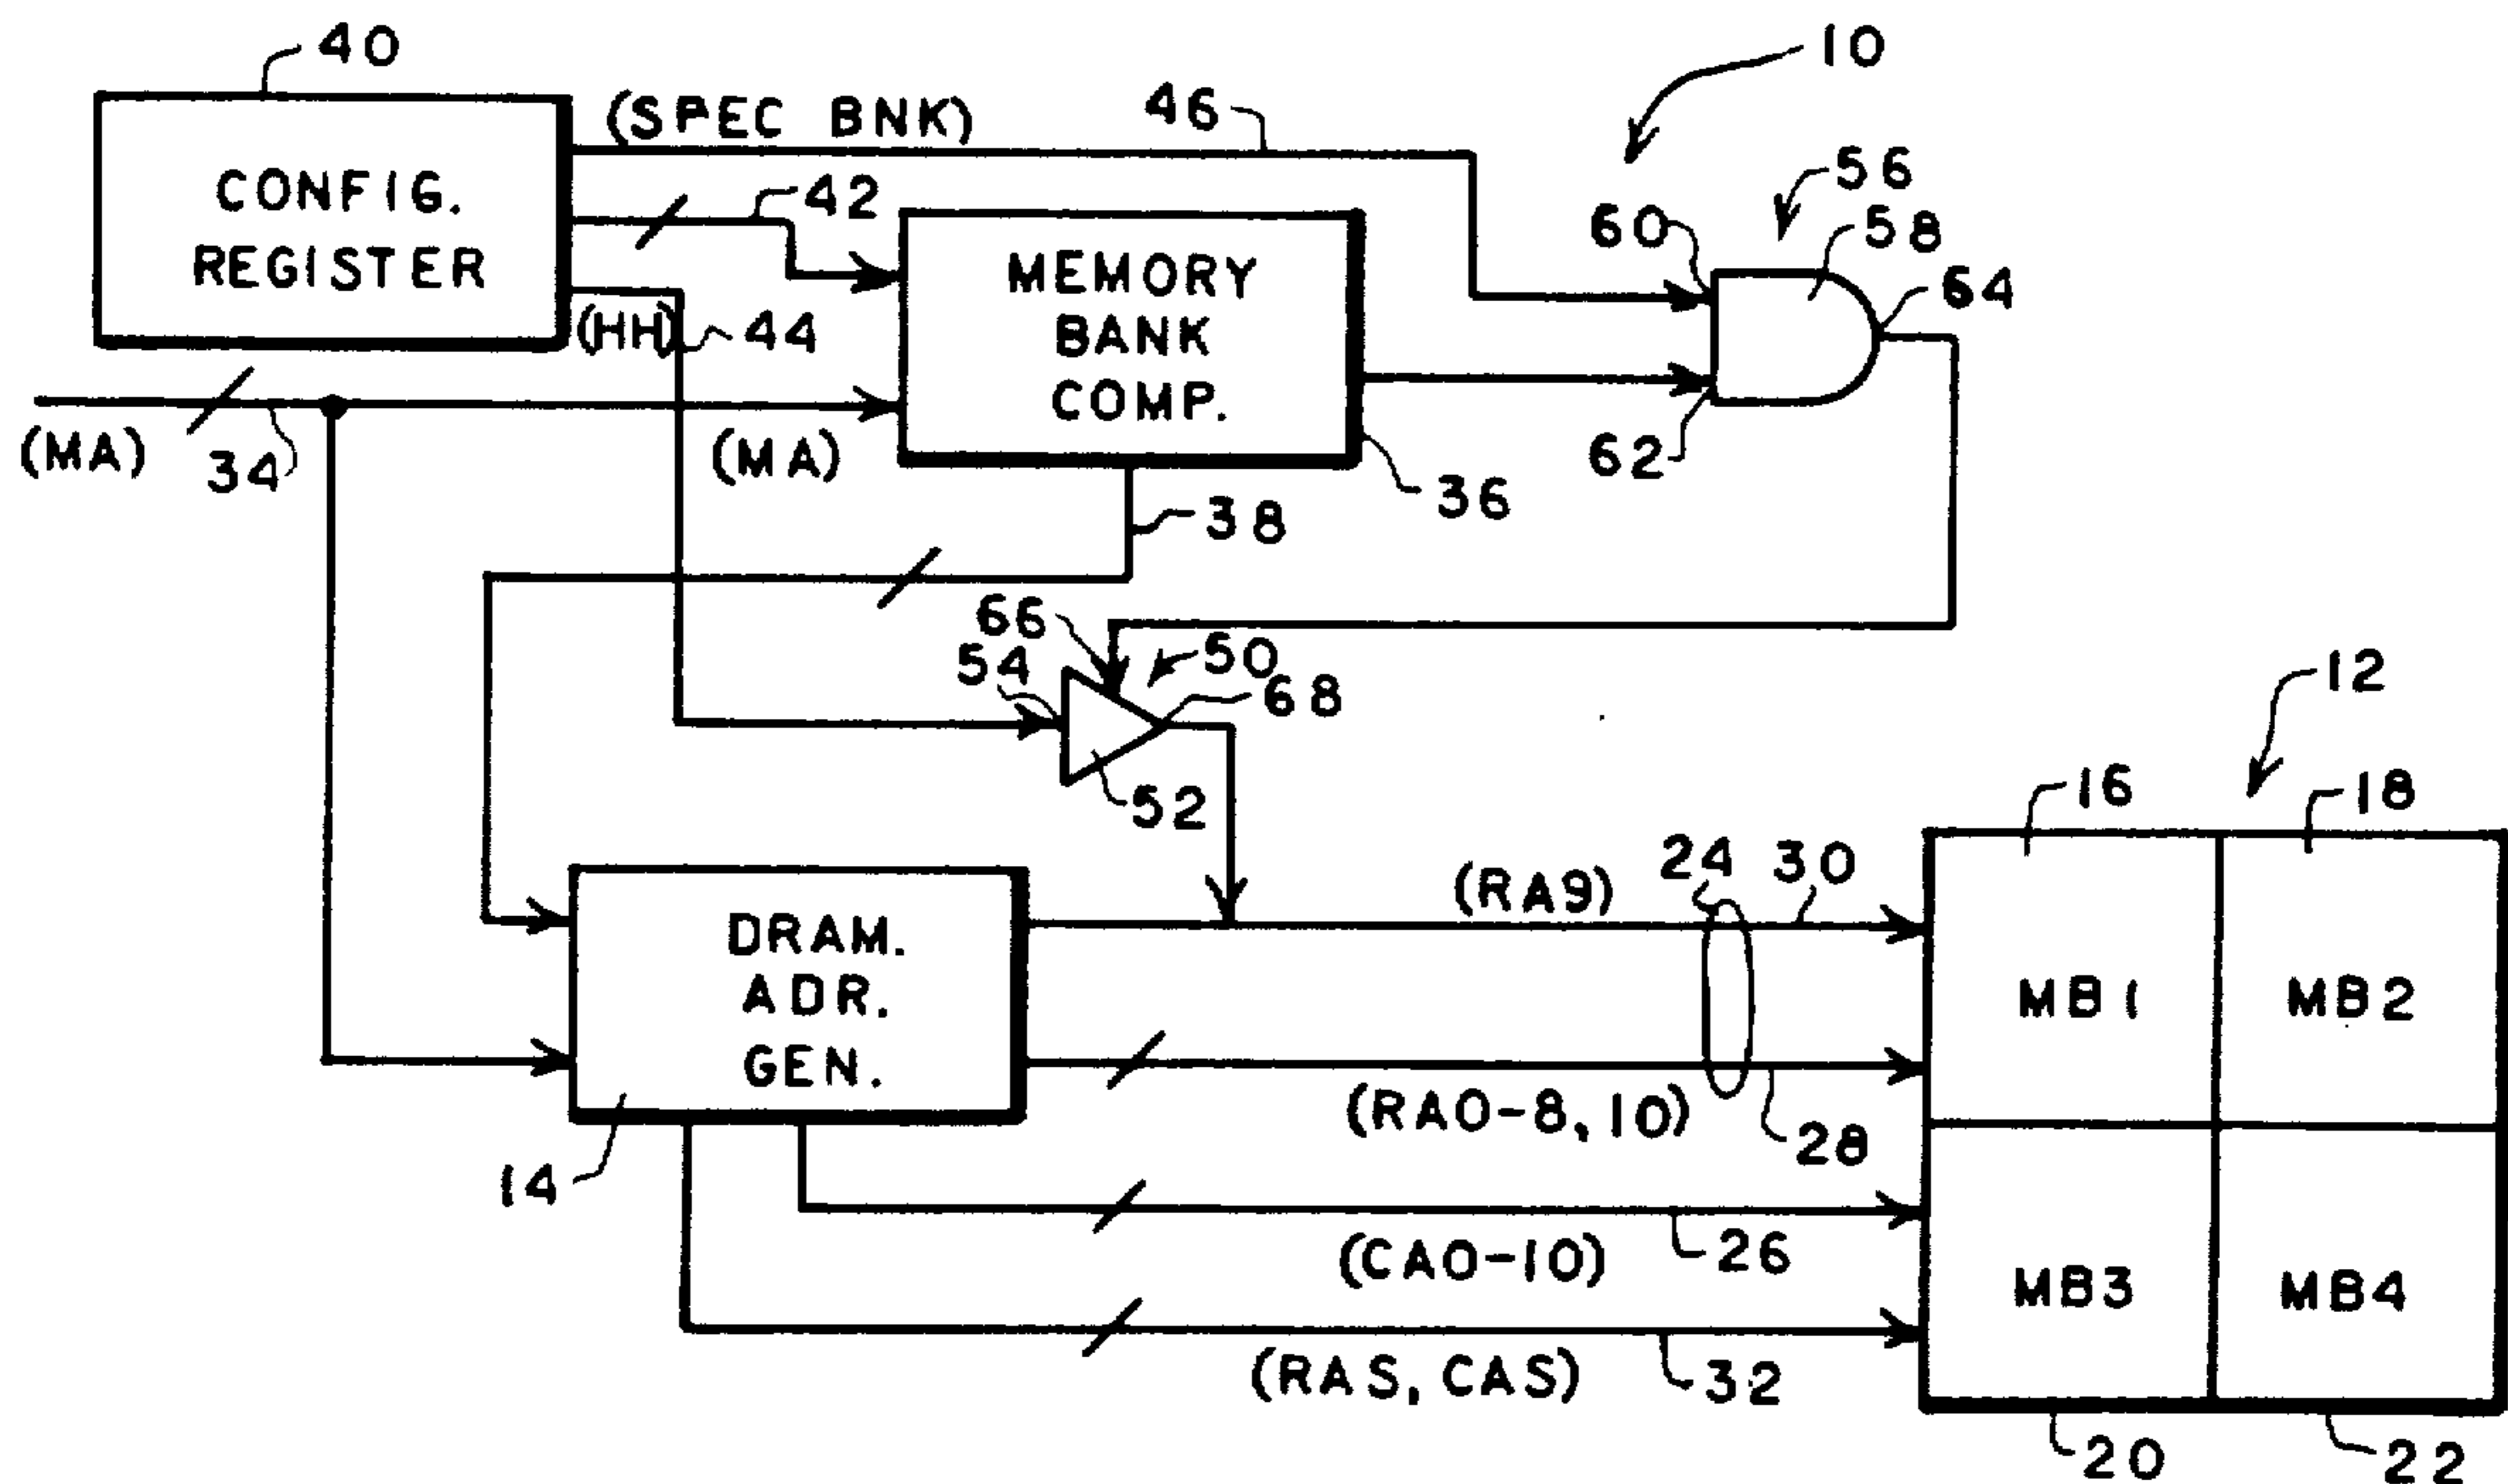 40
10
(SPEC BNK)
46
CONFIG.
REGISTER
42
56
60
58
MEMORY
BANK
COMP.
64
(HH)
44
(MA)
34
(MA)
62
36
38
66
54
50
68
52
12
16
18
24
30
(RA9)
DRAM.
ADR.
GEN.
MB1
MB2
(RA0-8,10)
28
14
(CA0-10)
26
MB3
MB4
(RAS, CAS)
32
20
22